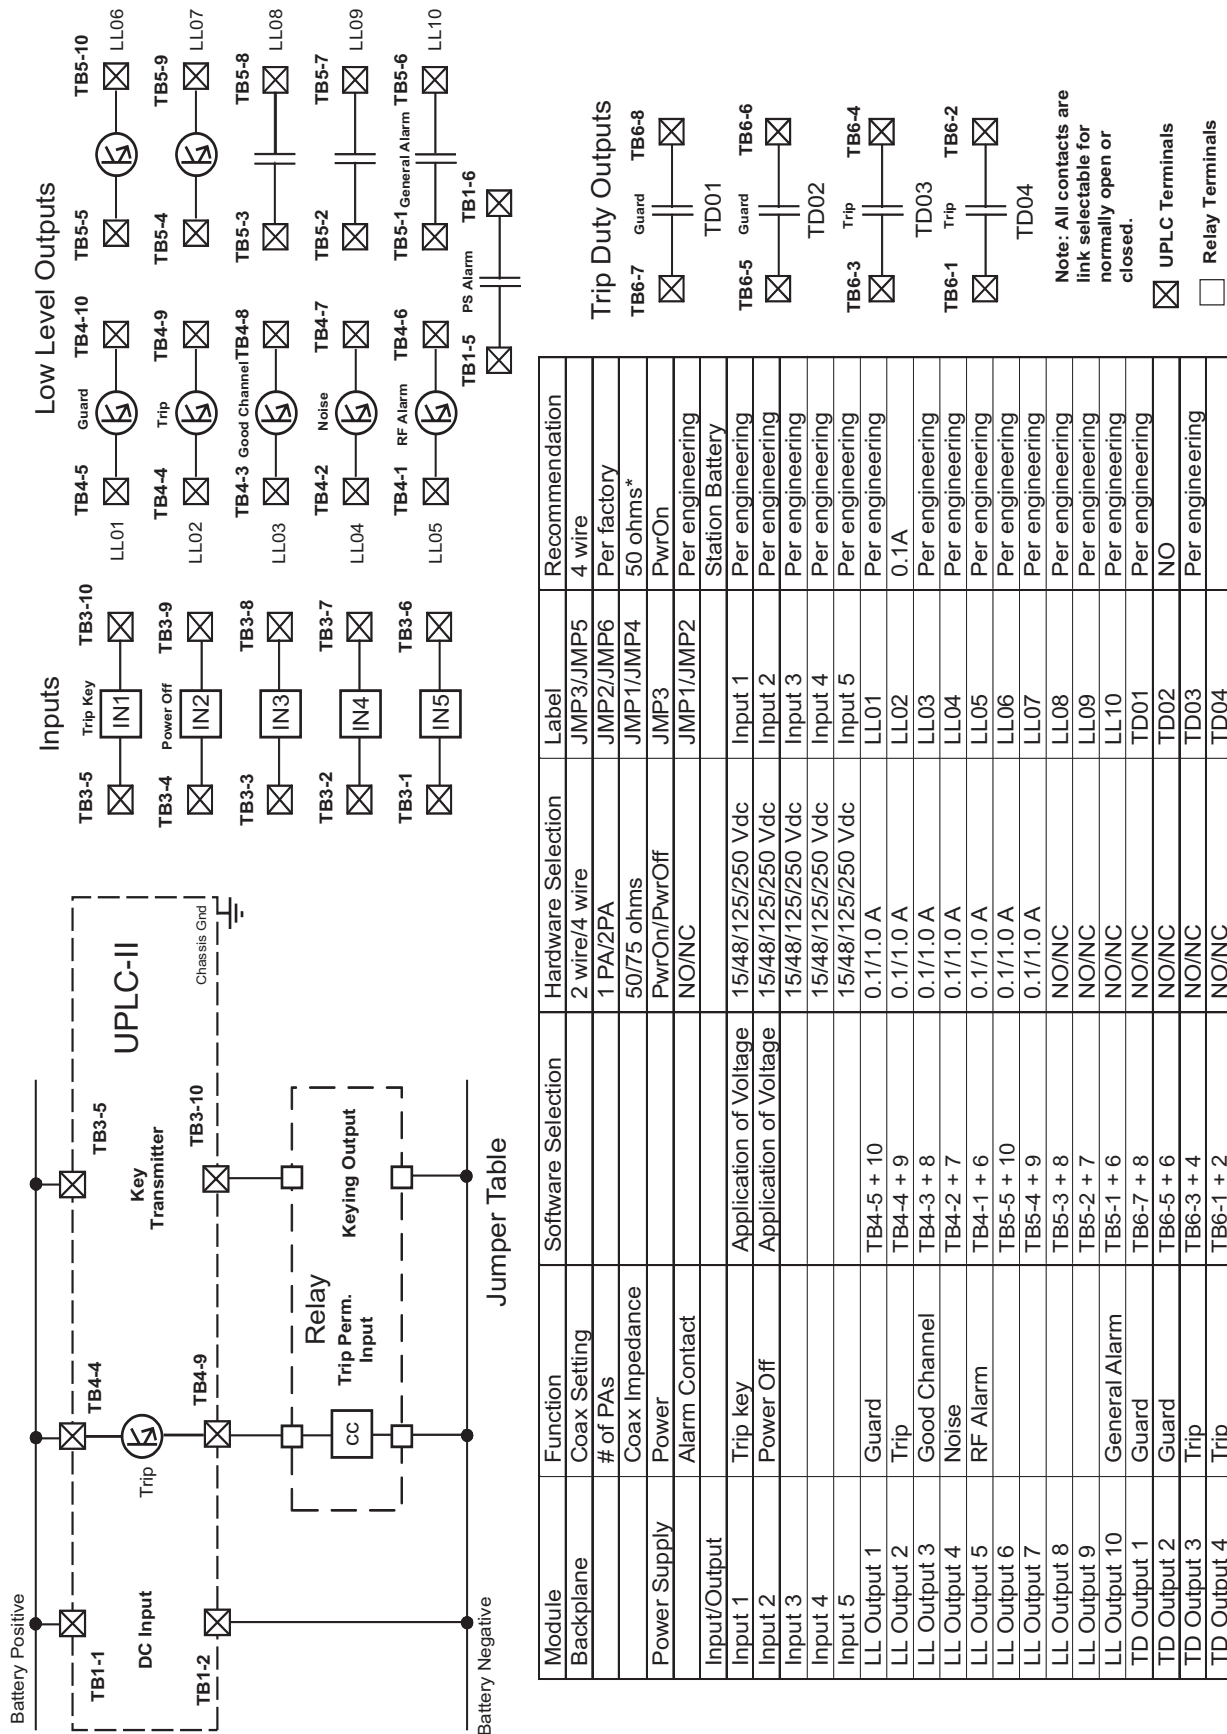 Battery Positive
TB1-1
DC Input
TB1-2
Battery Negative
TB4-4
Trip
TB4-9
TB3-5
Key
Transmitter
TB3-10
UPLC-II
Chassis Gnd
Relay
Trip Perm.
Input
CC
Keying Output
Inputs
TB3-5 Trip Key TB3-10
IN1
TB3-4 Power Off TB3-9
IN2
TB3-3 TB3-8
IN3
TB3-2 TB3-7
IN4
TB3-1 TB3-6
IN5
Low Level Outputs
TB4-5 Guard TB4-10
LL01
TB4-4 Trip TB4-9
LL02
TB4-3 Good Channel TB4-8
LL03
TB4-2 Noise TB4-7
LL04
TB4-1 RF Alarm TB4-6
LL05
TB5-5 TB5-10
LL06
TB5-4 TB5-9
LL07
TB5-3 TB5-8
LL08
TB5-2 TB5-7
LL09
TB5-1 General Alarm TB5-6
LL10
TB1-5 PS Alarm TB1-6
Jumper Table
Module Function Software Selection Hardware Selection Label Recommendation
Backplane Coax Setting 2 wire/4 wire JMP3/JMP5 4 wire
# of PAs 1 PA/2PA JMP2/JMP6 Per factory
Coax Impedance 50/75 ohms JMP1/JMP4 50 ohms*
Power Supply Power PwrOn/PwrOff JMP3 PwrOn
Alarm Contact NO/NC JMP1/JMP2 Per engineering
Input/Output Station Battery
Input 1 Trip key Application of Voltage 15/48/125/250 Vdc Input 1 Per engineering
Input 2 Power Off Application of Voltage 15/48/125/250 Vdc Input 2 Per engineering
Input 3 15/48/125/250 Vdc Input 3 Per engineering
Input 4 15/48/125/250 Vdc Input 4 Per engineering
Input 5 15/48/125/250 Vdc Input 5 Per engineering
LL Output 1 Guard TB4-5 + 10 0.1/1.0 A LL01 Per engineering
LL Output 2 Trip TB4-4 + 9 0.1/1.0 A LL02 0.1A
LL Output 3 Good Channel TB4-3 + 8 0.1/1.0 A LL03 Per engineering
LL Output 4 Noise TB4-2 + 7 0.1/1.0 A LL04 Per engineering
LL Output 5 RF Alarm TB4-1 + 6 0.1/1.0 A LL05 Per engineering
LL Output 6 TB5-5 + 10 0.1/1.0 A LL06 Per engineering
LL Output 7 TB5-4 + 9 0.1/1.0 A LL07 Per engineering
LL Output 8 TB5-3 + 8 NO/NC LL08 Per engineering
LL Output 9 TB5-2 + 7 NO/NC LL09 Per engineering
LL Output 10 General Alarm TB5-1 + 6 NO/NC LL10 Per engineering
TD Output 1 Guard TB6-7 + 8 NO/NC TD01 Per engineering
TD Output 2 Guard TB6-5 + 6 NO/NC TD02 NO
TD Output 3 Trip TB6-3 + 4 NO/NC TD03 Per engineering
TD Output 4 Trip TB6-1 + 2 NO/NC TD04
Trip Duty Outputs
TB6-7 Guard TB6-8
TD01
TB6-5 Guard TB6-6
TD02
TB6-3 Trip TB6-4
TD03
TB6-1 Trip TB6-2
TD04
Note: All contacts are
link selectable for
normally open or
closed.
UPLC Terminals
Relay Terminals